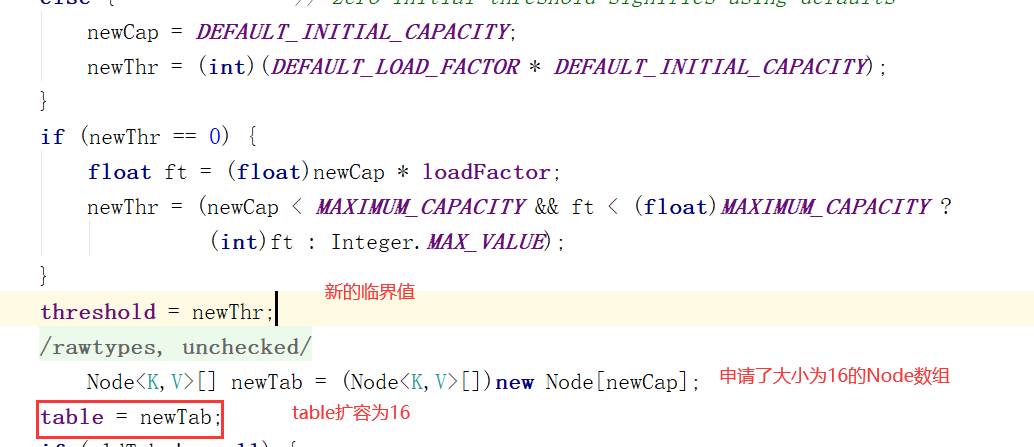 else {               // zero initial threshold signifies using defaults
newCap = DEFAULT_INITIAL_CAPACITY;
newThr = (int)(DEFAULT_LOAD_FACTOR * DEFAULT_INITIAL_CAPACITY);
}
if (newThr == 0) {
float ft = (float)newCap * loadFactor;
newThr = (newCap < MAXIMUM_CAPACITY && ft < (float)MAXIMUM_CAPACITY ?
(int)ft : Integer.MAX_VALUE);
}
新的临界值
threshold = newThr;
/rawtypes, unchecked/
Node<K,V>[] newTab = (Node<K,V>[])new Node[newCap]; 申请了大小为16的Node数组
table = newTab; table扩容为16